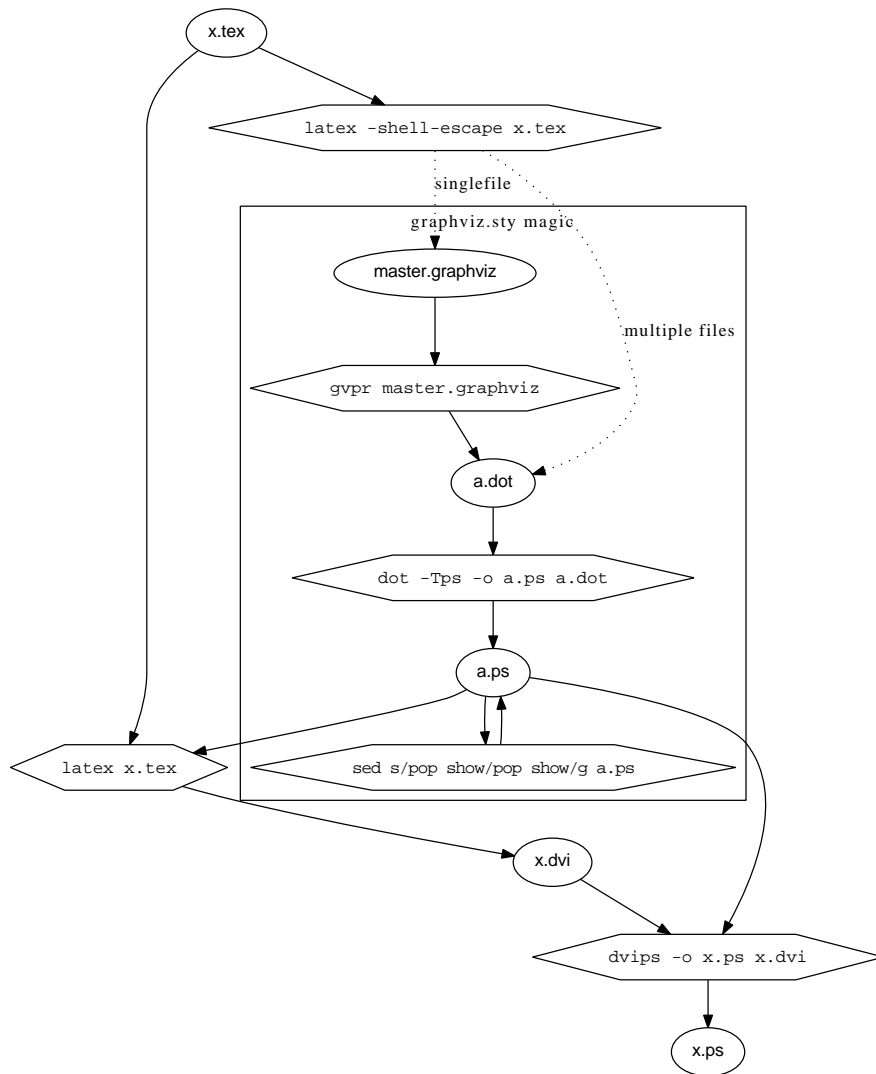 x.tex
latex -shell-escape x.tex
singlefile
graphviz.sty magic
master.graphviz
multiple files
gvpr master.graphviz
a.dot
dot -Tps -o a.ps a.dot
a.ps
latex x.tex
sed s/pop show/pop show/g a.ps
x.dvi
dvips -o x.ps x.dvi
x.ps